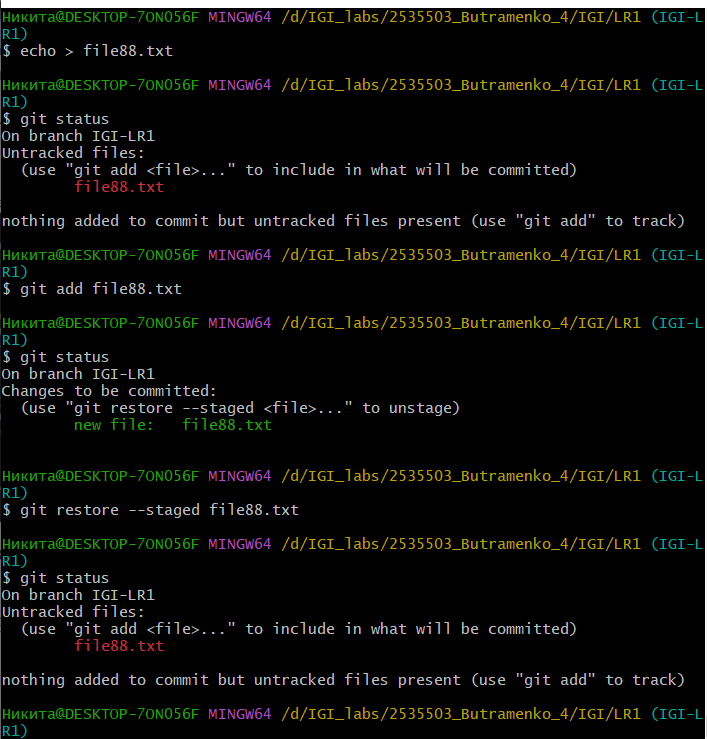 Никита@DESKTOP-7ON056F MINGW64 /d/IGI_labs/2535503_Butramenko_4/IGI/LR1 (IGI-L
R1)
$ echo > file88.txt
Никита@DESKTOP-7ON056F MINGW64 /d/IGI_labs/2535503_Butramenko_4/IGI/LR1 (IGI-L
R1)
$ git status
On branch IGI-LR1
Untracked files:
  (use "git add <file>..." to include in what will be committed)
        file88.txt
nothing added to commit but untracked files present (use "git add" to track)
Никита@DESKTOP-7ON056F MINGW64 /d/IGI_labs/2535503_Butramenko_4/IGI/LR1 (IGI-L
R1)
$ git add file88.txt
Никита@DESKTOP-7ON056F MINGW64 /d/IGI_labs/2535503_Butramenko_4/IGI/LR1 (IGI-L
R1)
$ git status
On branch IGI-LR1
Changes to be committed:
  (use "git restore --staged <file>..." to unstage)
        new file:   file88.txt
Никита@DESKTOP-7ON056F MINGW64 /d/IGI_labs/2535503_Butramenko_4/IGI/LR1 (IGI-L
R1)
$ git restore --staged file88.txt
Никита@DESKTOP-7ON056F MINGW64 /d/IGI_labs/2535503_Butramenko_4/IGI/LR1 (IGI-L
R1)
$ git status
On branch IGI-LR1
Untracked files:
  (use "git add <file>..." to include in what will be committed)
        file88.txt
nothing added to commit but untracked files present (use "git add" to track)
Никита@DESKTOP-7ON056F MINGW64 /d/IGI_labs/2535503_Butramenko_4/IGI/LR1 (IGI-L
R1)